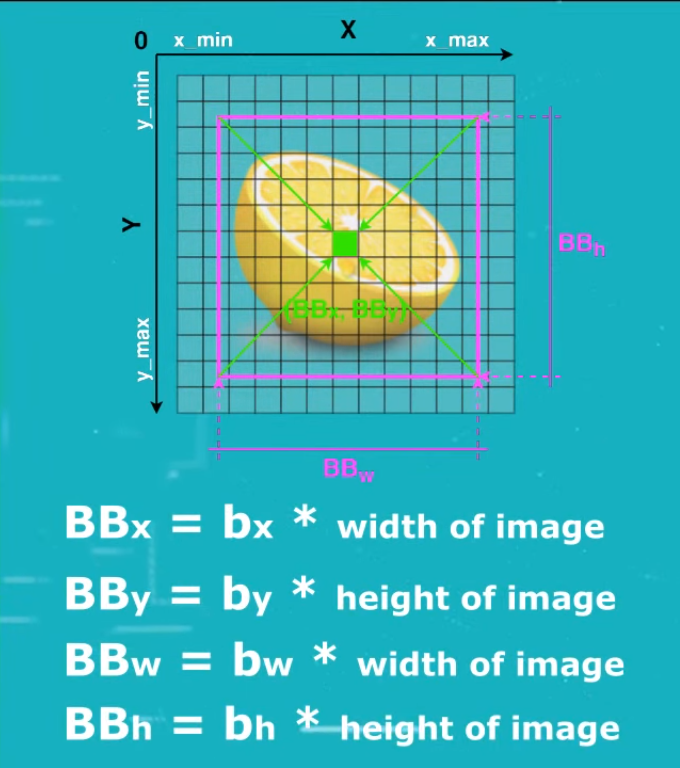 0 x_min X x_max
y_min
Y
BBh
(BBx, BBy)
y_max
BBw
BBx = bx * width of image
BBy = by * height of image
BBw = bw * width of image
BBh = bh * height of image